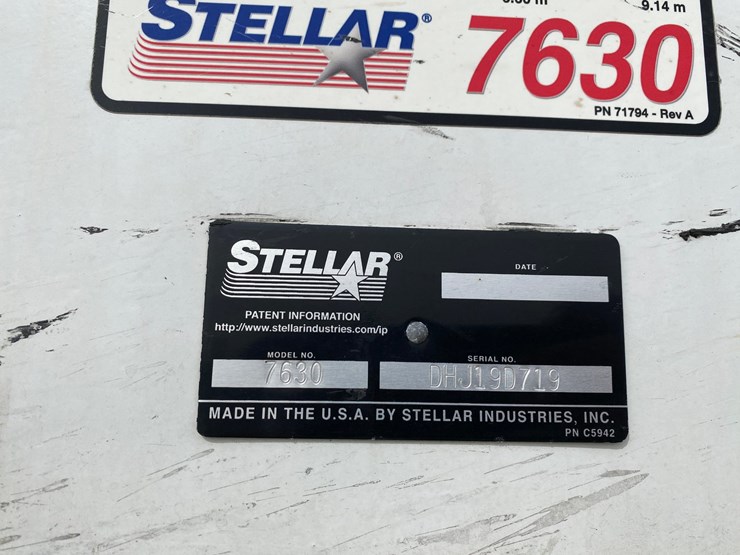 9.14 m
STELLAR® 7630
PN 71794 - Rev A
STELLAR®
PATENT INFORMATION
http://www.stellarindustries.com/ip
DATE
MODEL NO.
7630
SERIAL NO.
DHJ19D719
MADE IN THE U.S.A. BY STELLAR INDUSTRIES, INC.
PN C5942